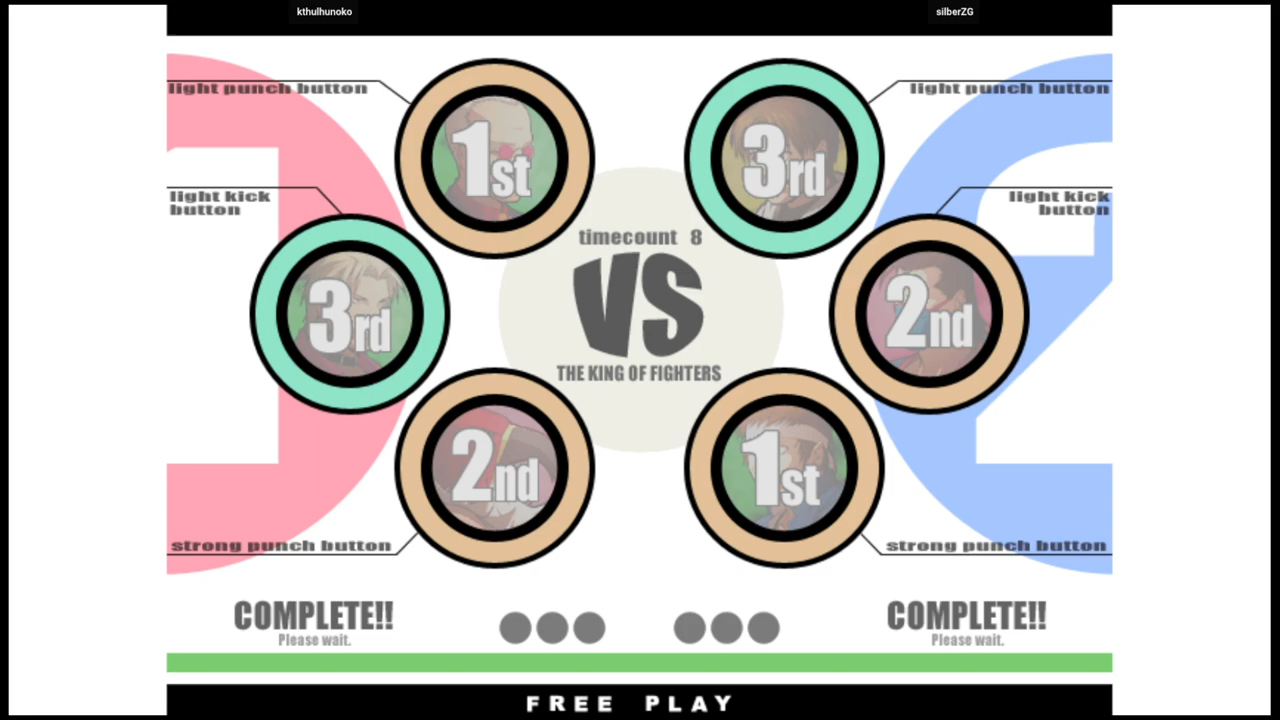 kthulhunoko
silberZG
light punch button
light punch button
1st
3rd
light kick
button
light kick
button
timecount 8
VS
THE KING OF FIGHTERS
3rd
2nd
2nd
1st
strong punch button
strong punch button
COMPLETE!!
Please wait.
COMPLETE!!
Please wait.
FREE PLAY